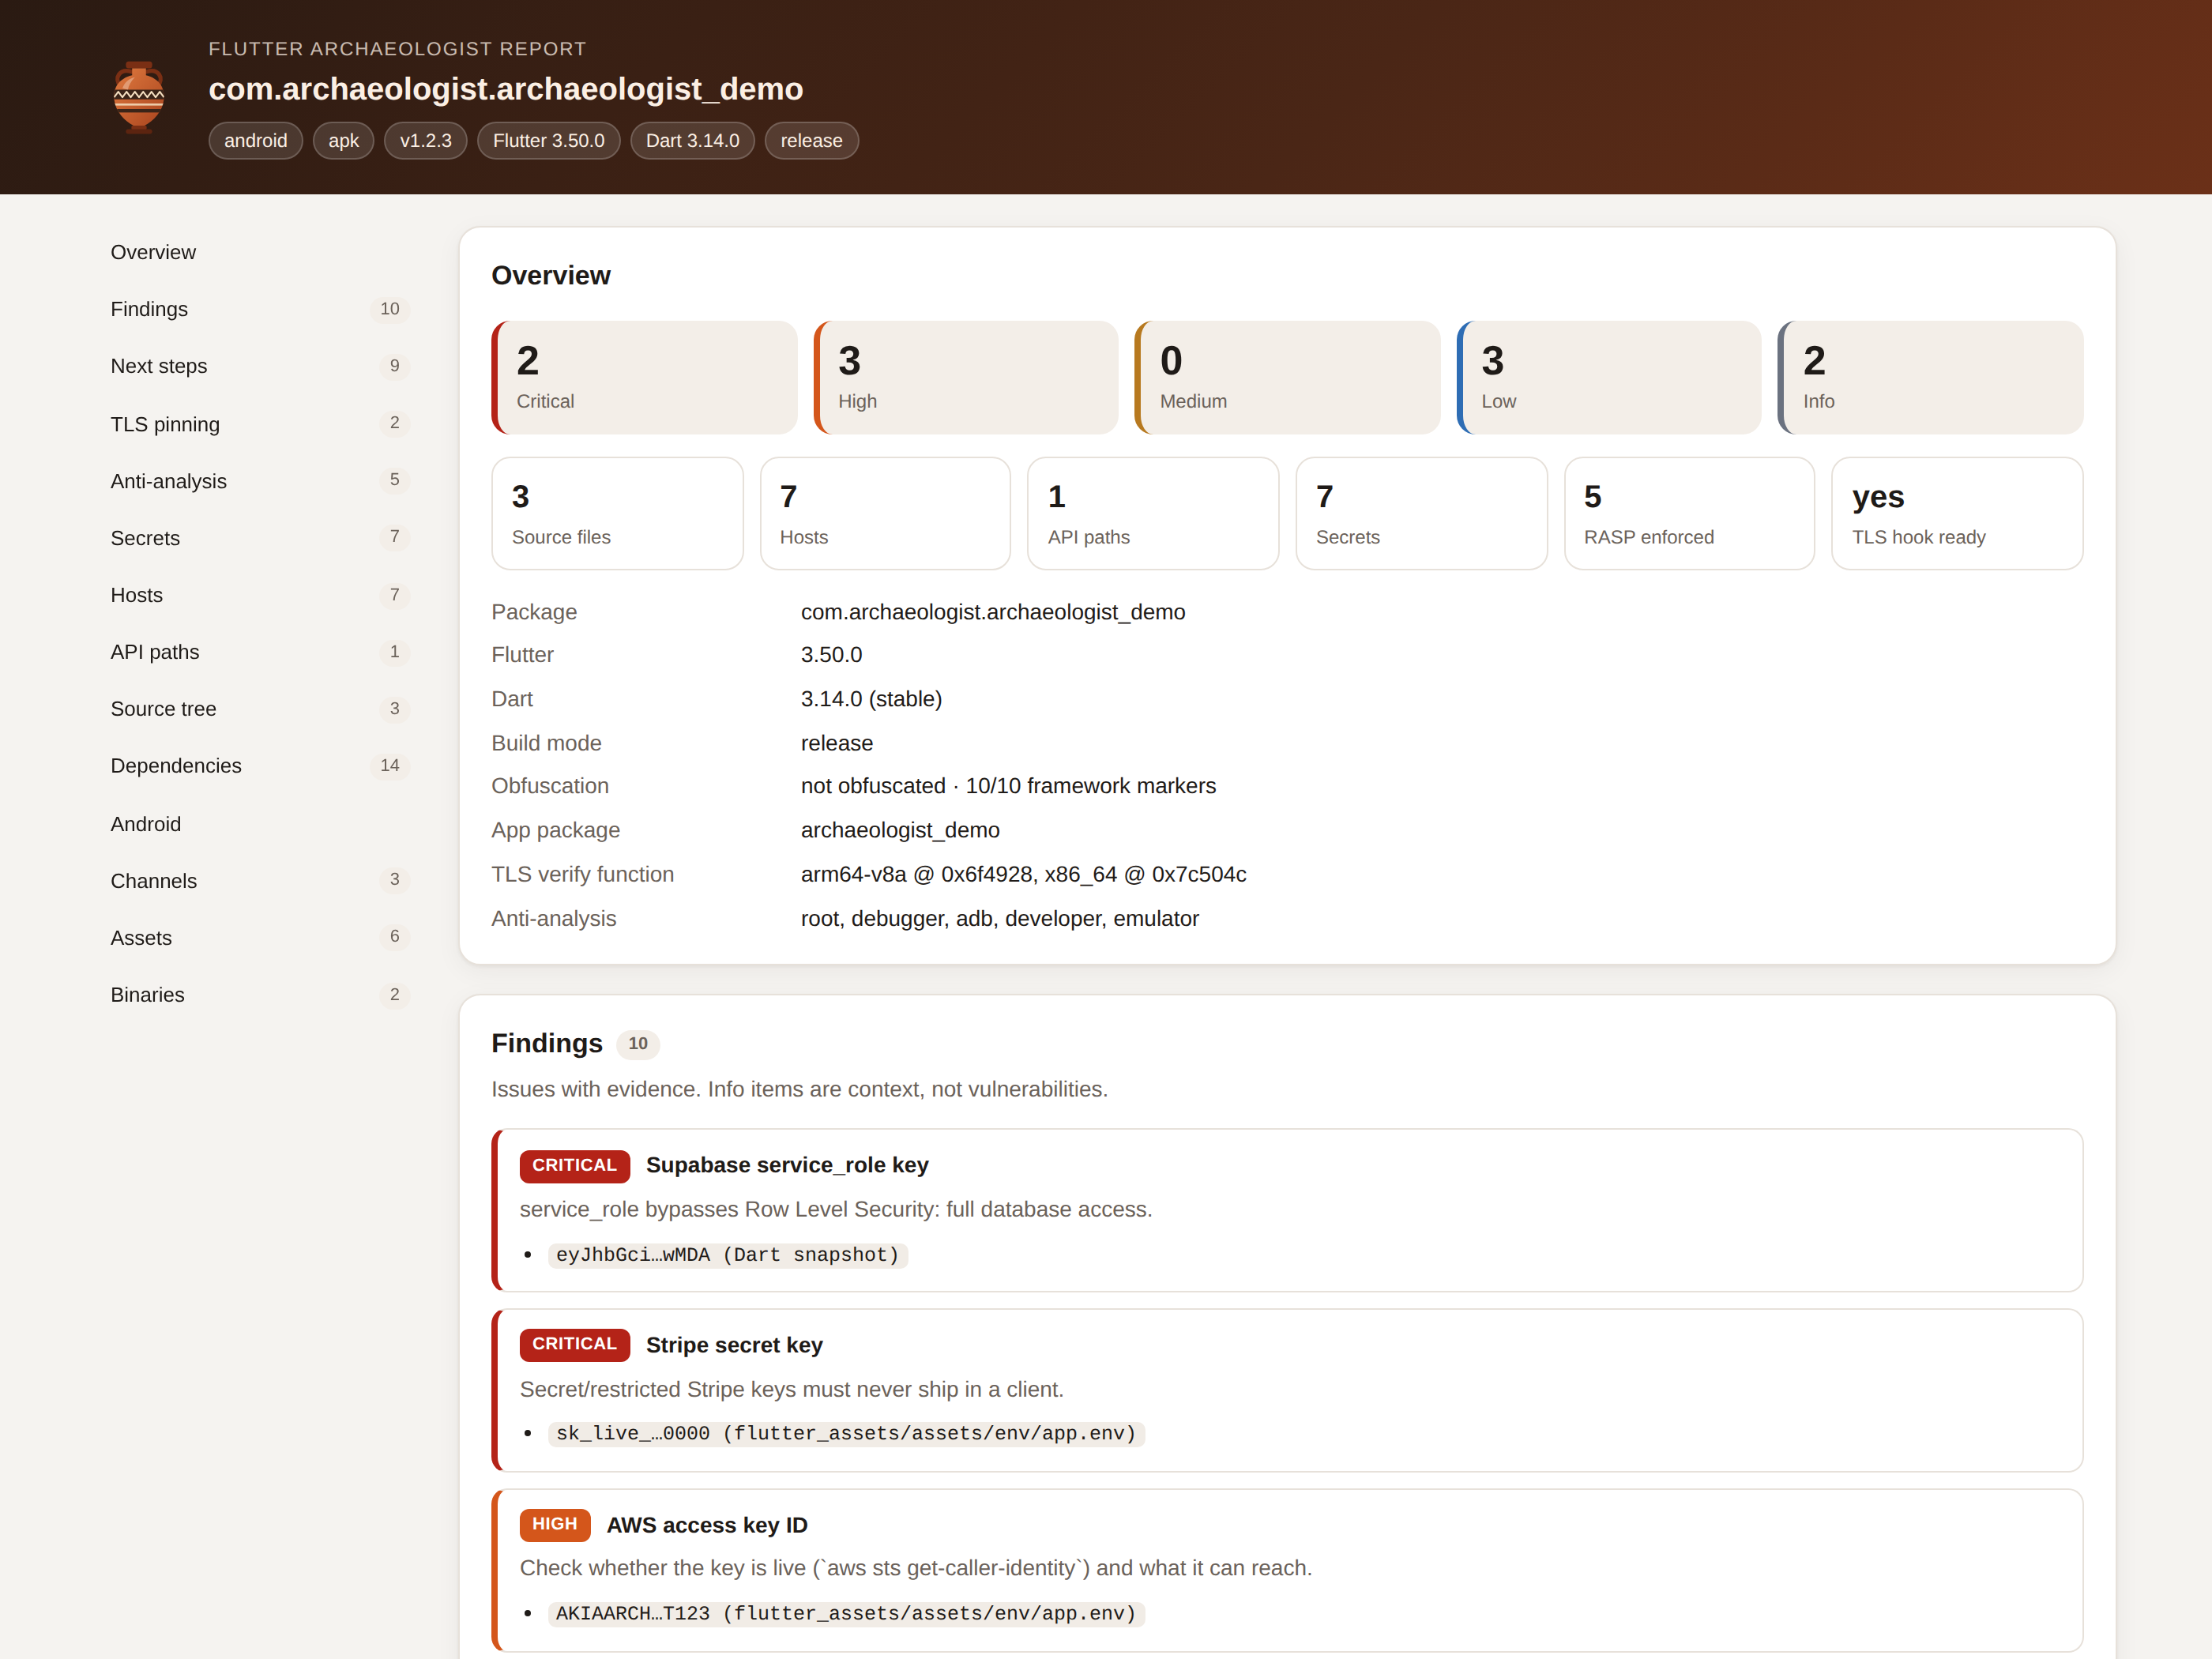 FLUTTER ARCHAEOLOGIST REPORT
com.archaeologist.archaeologist_demo
android apk v1.2.3 Flutter 3.50.0 Dart 3.14.0 release
Overview
Findings 10
Next steps 9
TLS pinning 2
Anti-analysis 5
Secrets 7
Hosts 7
API paths 1
Source tree 3
Dependencies 14
Android
Channels 3
Assets 6
Binaries 2
Overview
2 3 0 3 2
Critical High Medium Low Info
3 7 1 7 5 yes
Source files Hosts API paths Secrets RASP enforced TLS hook ready
Package com.archaeologist.archaeologist_demo
Flutter 3.50.0
Dart 3.14.0 (stable)
Build mode release
Obfuscation not obfuscated · 10/10 framework markers
App package archaeologist_demo
TLS verify function arm64-v8a @ 0x6f4928, x86_64 @ 0x7c504c
Anti-analysis root, debugger, adb, developer, emulator
Findings 10
Issues with evidence. Info items are context, not vulnerabilities.
CRITICAL Supabase service_role key
service_role bypasses Row Level Security: full database access.
• eyJhbGci…wMDA (Dart snapshot)
CRITICAL Stripe secret key
Secret/restricted Stripe keys must never ship in a client.
• sk_live_…0000 (flutter_assets/assets/env/app.env)
HIGH AWS access key ID
Check whether the key is live (`aws sts get-caller-identity`) and what it can reach.
• AKIAARCH…T123 (flutter_assets/assets/env/app.env)